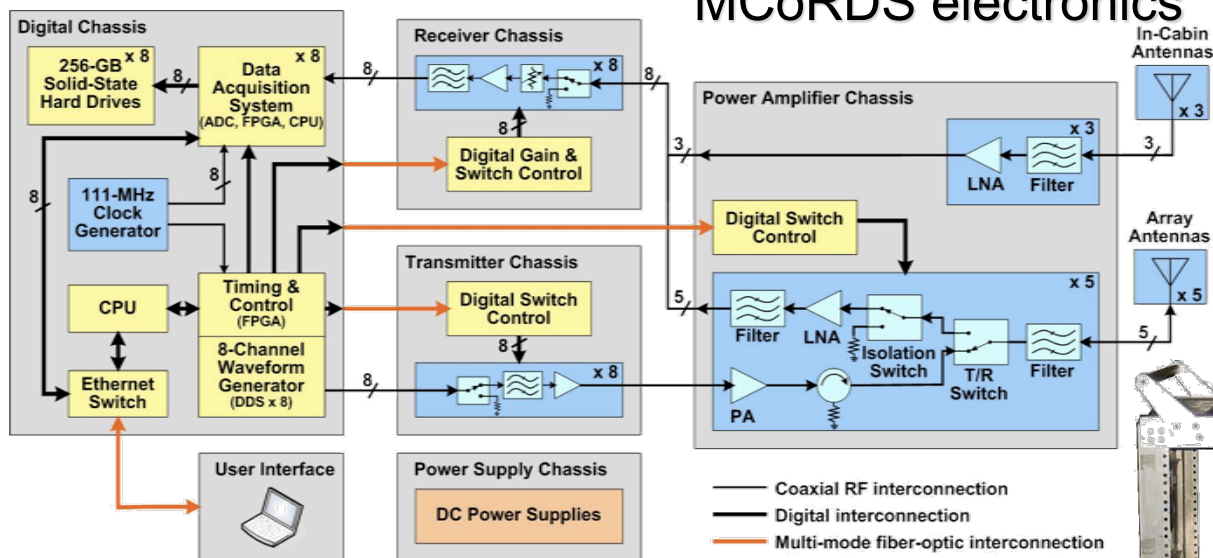 MCoRDS electronics
Digital Chassis
256-GB
Solid-State
Hard Drives
x 8
8
Data
Acquisition
System
(ADC, FPGA, CPU)
x 8
8
8
111-MHz
Clock
Generator
8
CPU
Ethernet
Switch
Timing &
Control
(FPGA)
8-Channel
Waveform
Generator
(DDS x 8)
Receiver Chassis
x 8
8
8
8
Digital Gain &
Switch Control
Transmitter Chassis
Digital Switch
Control
8
x 8
8
8
User Interface
Power Supply Chassis
DC Power Supplies
Power Amplifier Chassis
x 3
LNA
Filter
3
3
Digital Switch
Control
x 5
5
Filter
LNA
Isolation
Switch
T/R
Switch
Filter
PA
5
In-Cabin
Antennas
x 3
Array
Antennas
x 5
Coaxial RF interconnection
Digital interconnection
Multi-mode fiber-optic interconnection